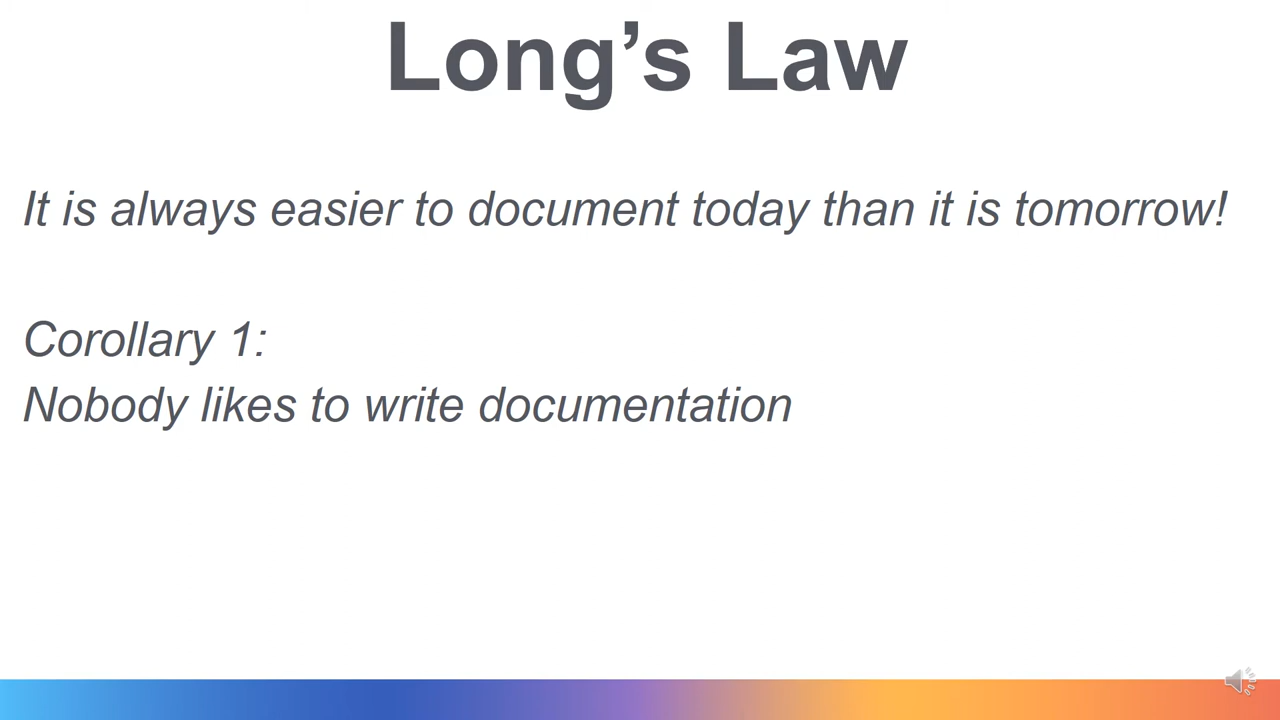 Long’s Law
It is always easier to document today than it is tomorrow!
Corollary 1:
Nobody likes to write documentation